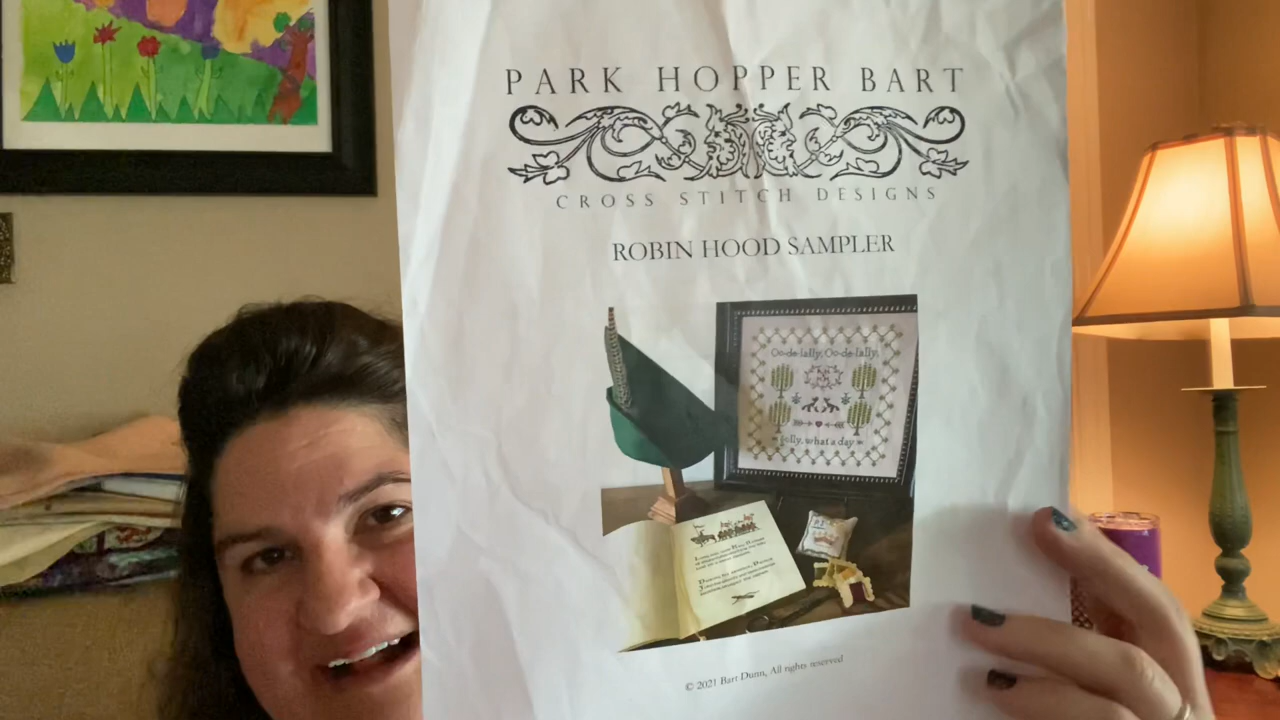 PARK HOPPER BART
CROSS STITCH DESIGNS
ROBIN HOOD SAMPLER
Oo-de-lally, Oo-de-lally,
golly, what a day
© 2021 Bart Dunn, All rights reserved